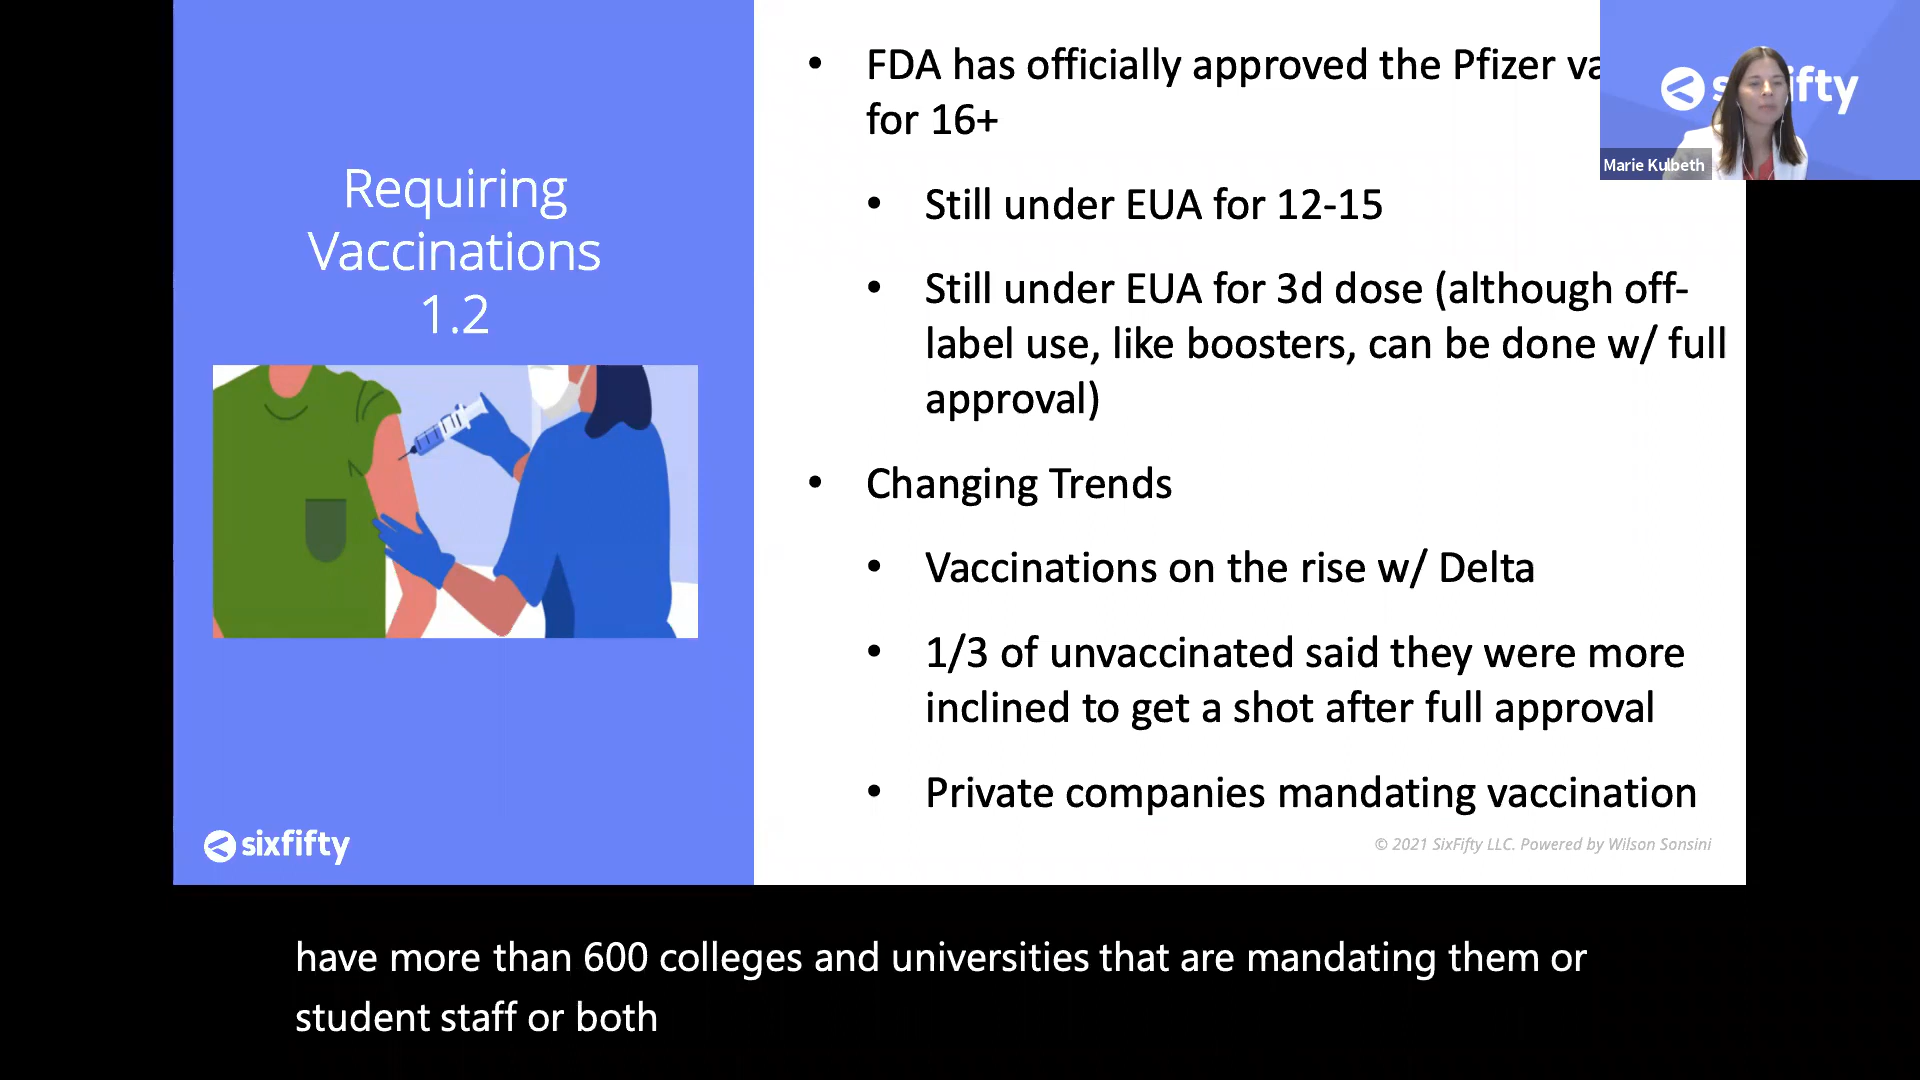 Requiring
Vaccinations
1.2
sixfifty
• FDA has officially approved the Pfizer
for 16+
• Still under EUA for 12-15
• Still under EUA for 3d dose (although off-
label use, like boosters, can be done w/ full
approval)
• Changing Trends
• Vaccinations on the rise w/ Delta
• 1/3 of unvaccinated said they were more
inclined to get a shot after full approval
• Private companies mandating vaccination
© 2021 SixFifty LLC. Powered by Wilson Sonsini
Marie Kulbeth
have more than 600 colleges and universities that are mandating them or
student staff or both